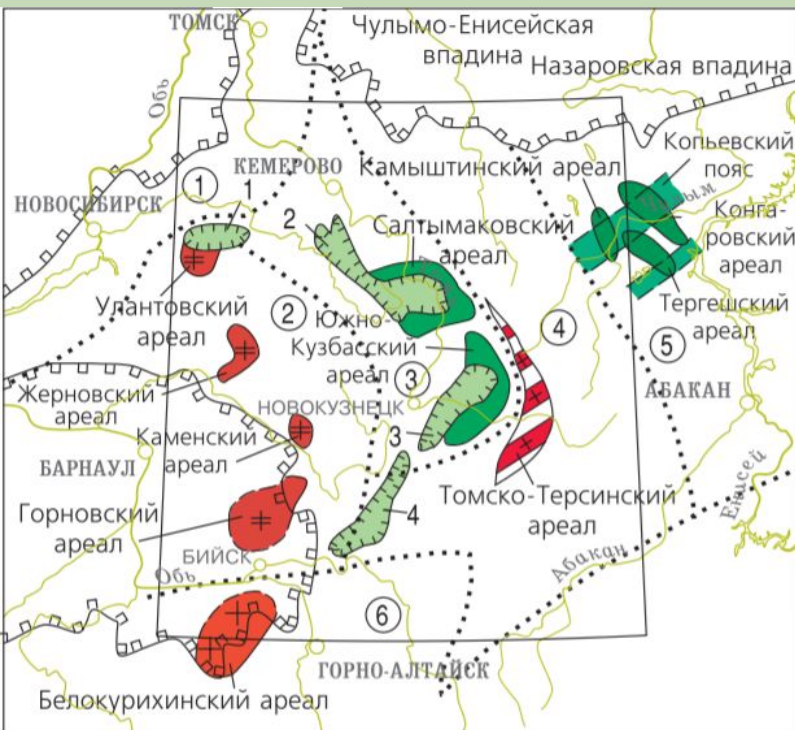 ТОМСК
Чулымо-Енисейская
впадина
Назаровская впадина
Обь
КЕМЕРОВО
Камыштинский ареал
Копьевский
пояс
Чулым
НОВОСИБИРСК
1
1
2
Салтымаковский
ареал
Конга-
ровский
ареал
Улантовский
ареал
2
Южно-
Кузбасский
ареал
4
Тергешский
ареал
5
Жерновский
ареал
3
НОВОКУЗНЕЦК
АБАКАН
Каменский
ареал
3
БАРНАУЛ
Томско-Терсинский
ареал
Енисей
Горновский
ареал
4
БИЙСК
Обь
Абакан
6
ГОРНО-АЛТАЙСК
Белокурихинский ареал